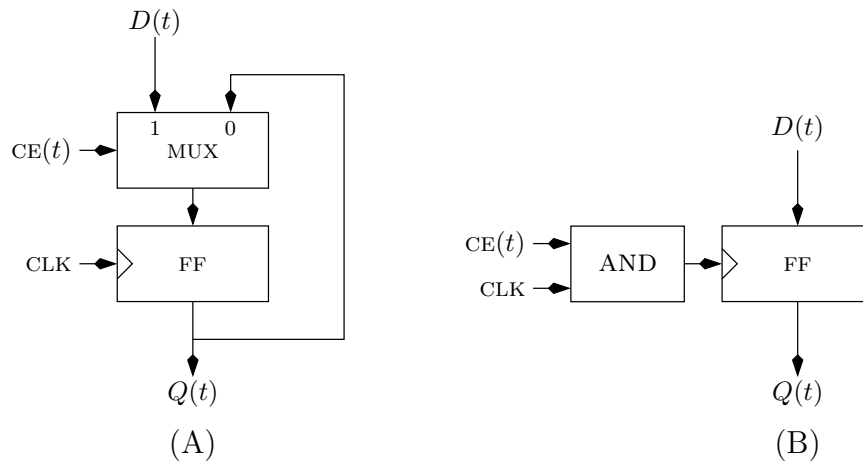 D(t)
1 0
CE(t)
MUX
CLK
FF
Q(t)
(A)
D(t)
CE(t)
CLK
AND
FF
Q(t)
(B)